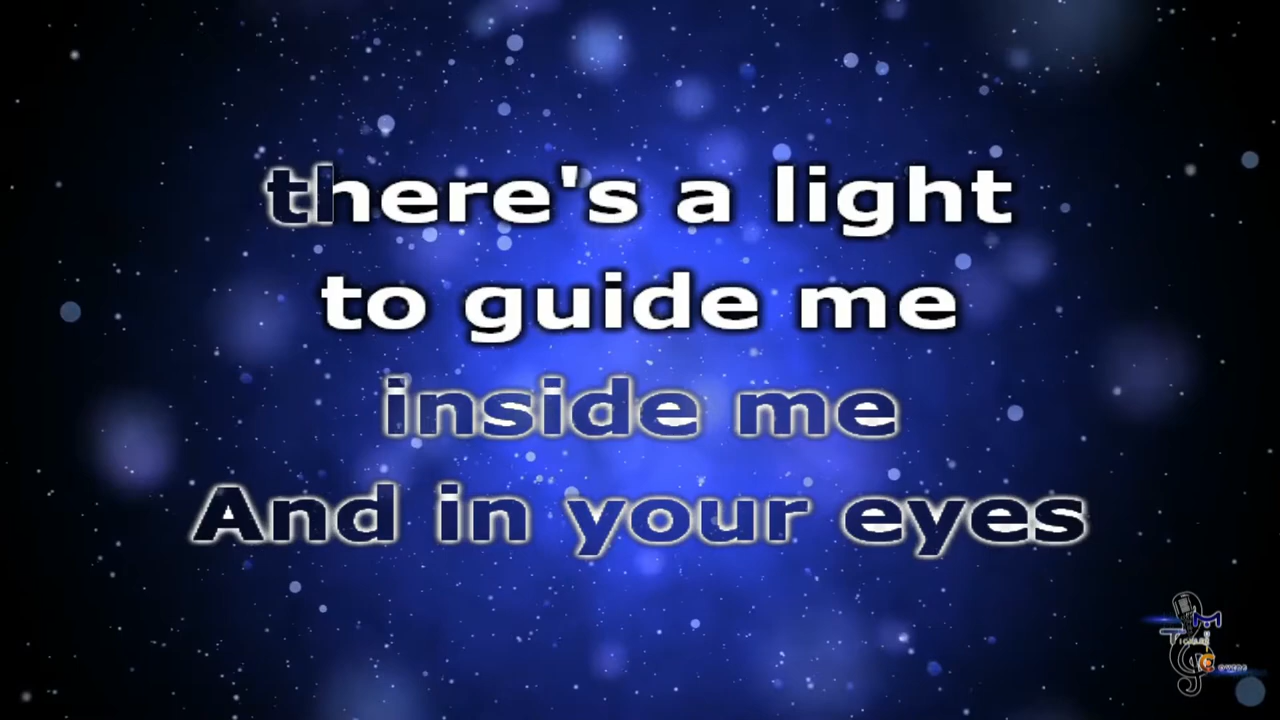 there's a light
to guide me
inside me
And in your eyes